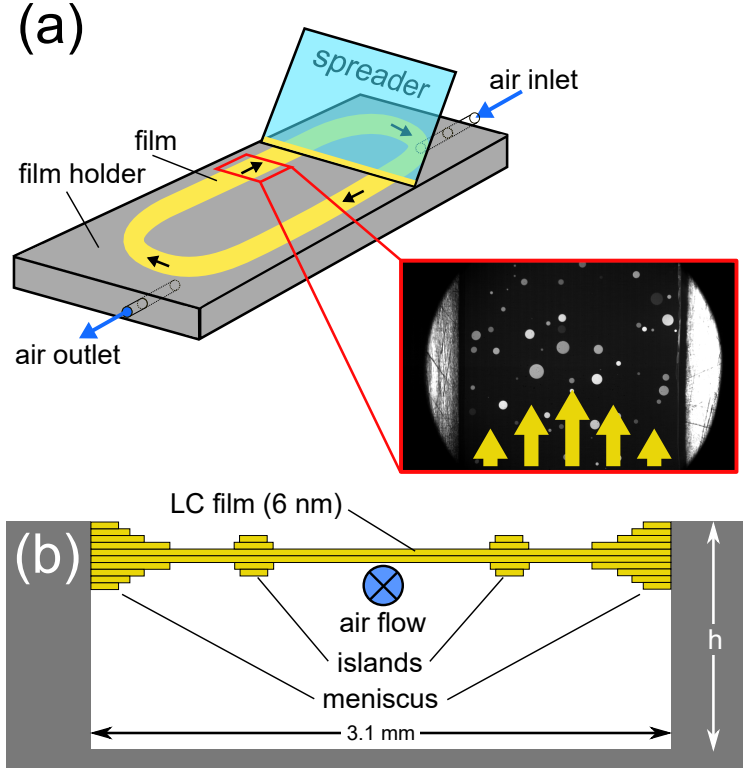 (a)
spreader
air inlet
film
film holder
air outlet
LC film (6 nm)
(b)
air flow
h
islands
meniscus
3.1 mm